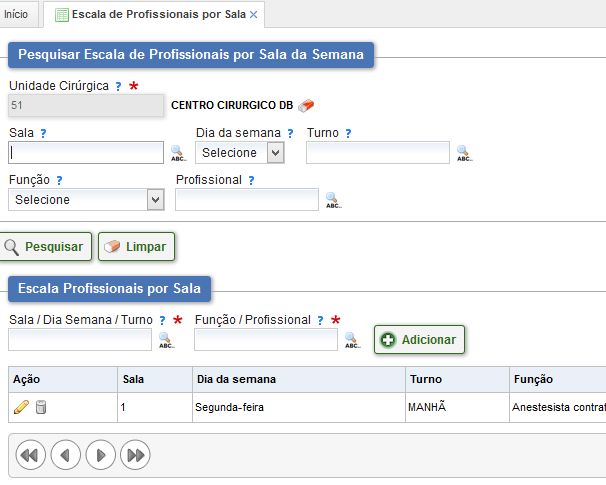 Início Escala de Profissionais por Sala
Pesquisar Escala de Profissionais por Sala da Semana
Unidade Cirúrgica ? *
51 CENTRO CIRURGICO DB
Sala ? Dia da semana ? Turno ?
ABC.. Selecione ABC..
Função ? Profissional ?
Selecione ABC..
Pesquisar Limpar
Escala Profissionais por Sala
Sala / Dia Semana / Turno ? * Função / Profissional ? *
ABC.. ABC.. Adicionar
Ação Sala Dia da semana Turno Função
1 Segunda-feira MANHÃ Anestesista contrat